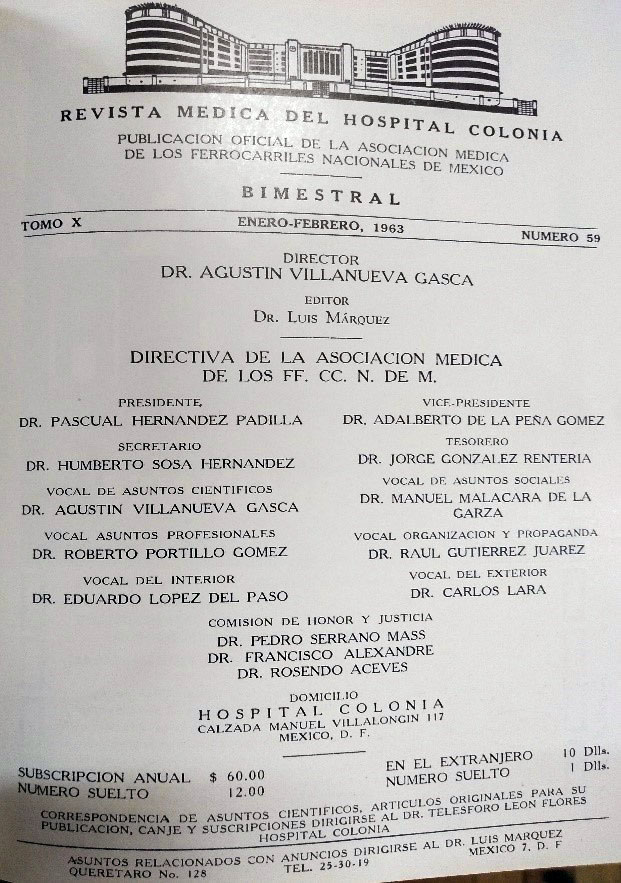 REVISTA MEDICA DEL HOSPITAL COLONIA
PUBLICACION OFICIAL DE LA ASOCIACION MEDICA
DE LOS FERROCARRILES NACIONALES DE MEXICO
BIMESTRAL
TOMO X ENERO-FEBRERO, 1963 NUMERO 59
DIRECTOR
DR. AGUSTIN VILLANUEVA GASCA
EDITOR
DR. LUIS MÁRQUEZ
DIRECTIVA DE LA ASOCIACION MEDICA
DE LOS FF. CC. N. DE M.
PRESIDENTE
DR. PASCUAL HERNANDEZ PADILLA
VICE-PRESIDENTE
DR. ADALBERTO DE LA PEÑA GOMEZ
SECRETARIO
DR. HUMBERTO SOSA HERNANDEZ
TESORERO
DR. JORGE GONZALEZ RENTERIA
VOCAL DE ASUNTOS CIENTIFICOS
DR. AGUSTIN VILLANUEVA GASCA
VOCAL DE ASUNTOS SOCIALES
DR. MANUEL MALACARA DE LA
GARZA
VOCAL ASUNTOS PROFESIONALES
DR. ROBERTO PORTILLO GOMEZ
VOCAL ORGANIZACION Y PROPAGANDA
DR. RAUL GUTIERREZ JUAREZ
VOCAL DEL INTERIOR
DR. EDUARDO LOPEZ DEL PASO
VOCAL DEL EXTERIOR
DR. CARLOS LARA
COMISION DE HONOR Y JUSTICIA
DR. PEDRO SERRANO MASS
DR. FRANCISCO ALEXANDRE
DR. ROSENDO ACEVES
DOMICILIO
HOSPITAL COLONIA
CALZADA MANUEL VILLALONGIN 117
MEXICO, D. F.
SUBSCRIPCION ANUAL $ 60.00
NUMERO SUELTO 12.00
EN EL EXTRANJERO 10 Dlls.
NUMERO SUELTO 1 Dlls.
CORRESPONDENCIA DE ASUNTOS CIENTIFICOS, ARTICULOS ORIGINALES PARA SU
PUBLICACION, CANJE Y SUSCRIPCIONES DIRIGIRSE AL DR. TELESFORO LEON FLORES
HOSPITAL COLONIA
ASUNTOS RELACIONADOS CON ANUNCIOS DIRIGIRSE AL DR. LUIS MARQUEZ
QUERETARO No. 128 TEL. 25-30-19 MEXICO 7, D. F